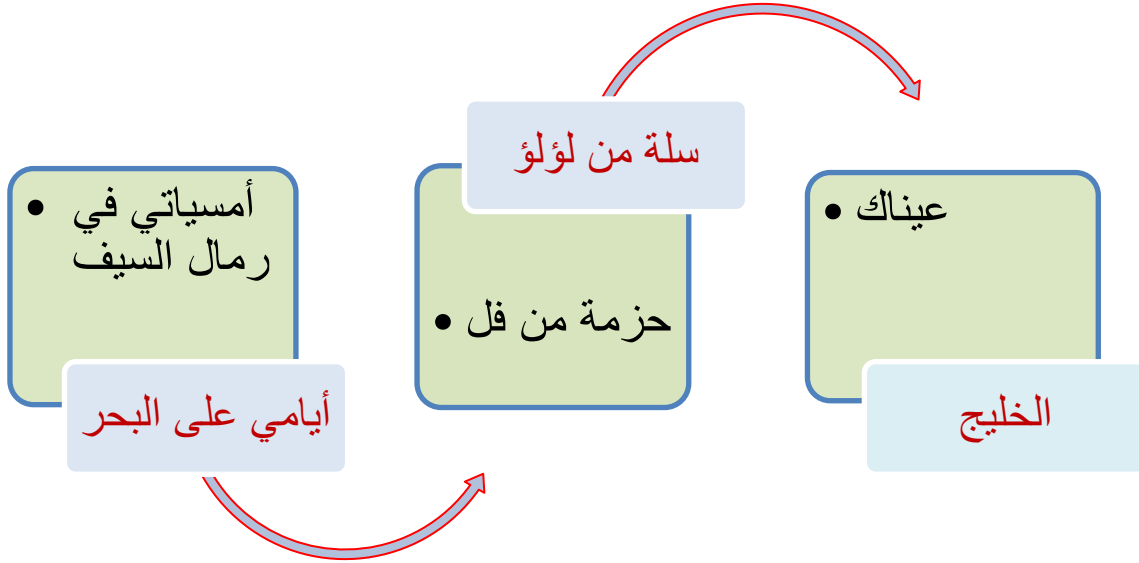 أمسياتي في
رمال السيف
أيامي على البحر
سلة من لؤلؤ
حزمة من فل
عيناك
الخليج